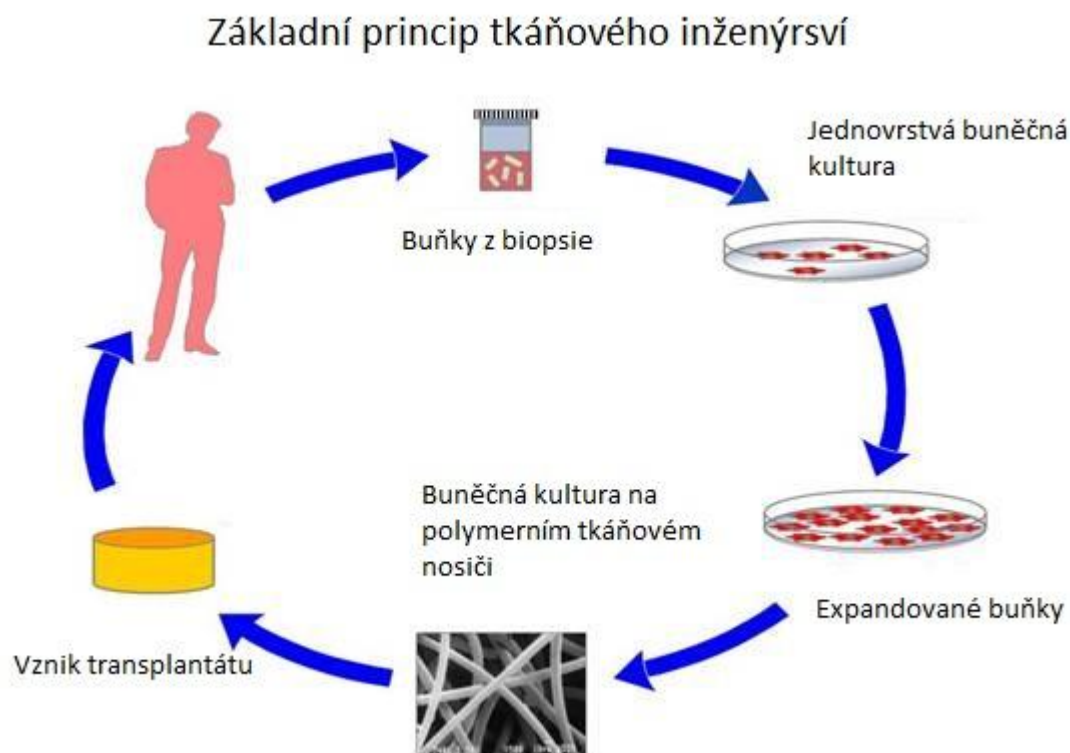 Základní princip tkáňového inženýrsví
Jednovrstvá buněčná
kultura
Buňky z biopsie
Buněčná kultura na
polymerním tkáňovém
nosiči
Expandované buňky
Vznik transplantátu